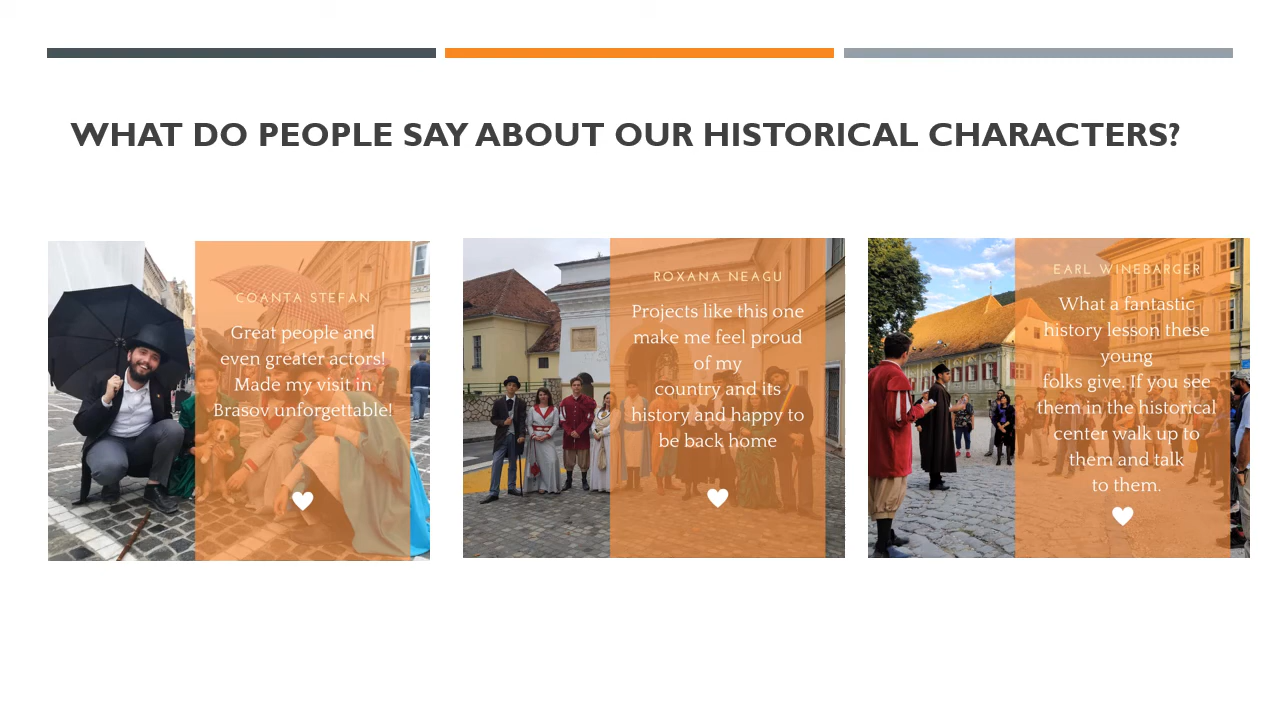 WHAT DO PEOPLE SAY ABOUT OUR HISTORICAL CHARACTERS?
COANTA STEFAN
Great people and
even greater actors!
Made my visit in
Brasov unforgettable!
ROXANA NEAGU
Projects like this one
make me feel proud
of my
country and its
history and happy to
be back home
EARL WINEBARGER
What a fantastic
history lesson these
young
folks give. If you see
them in the historical
center walk up to
them and talk
to them.